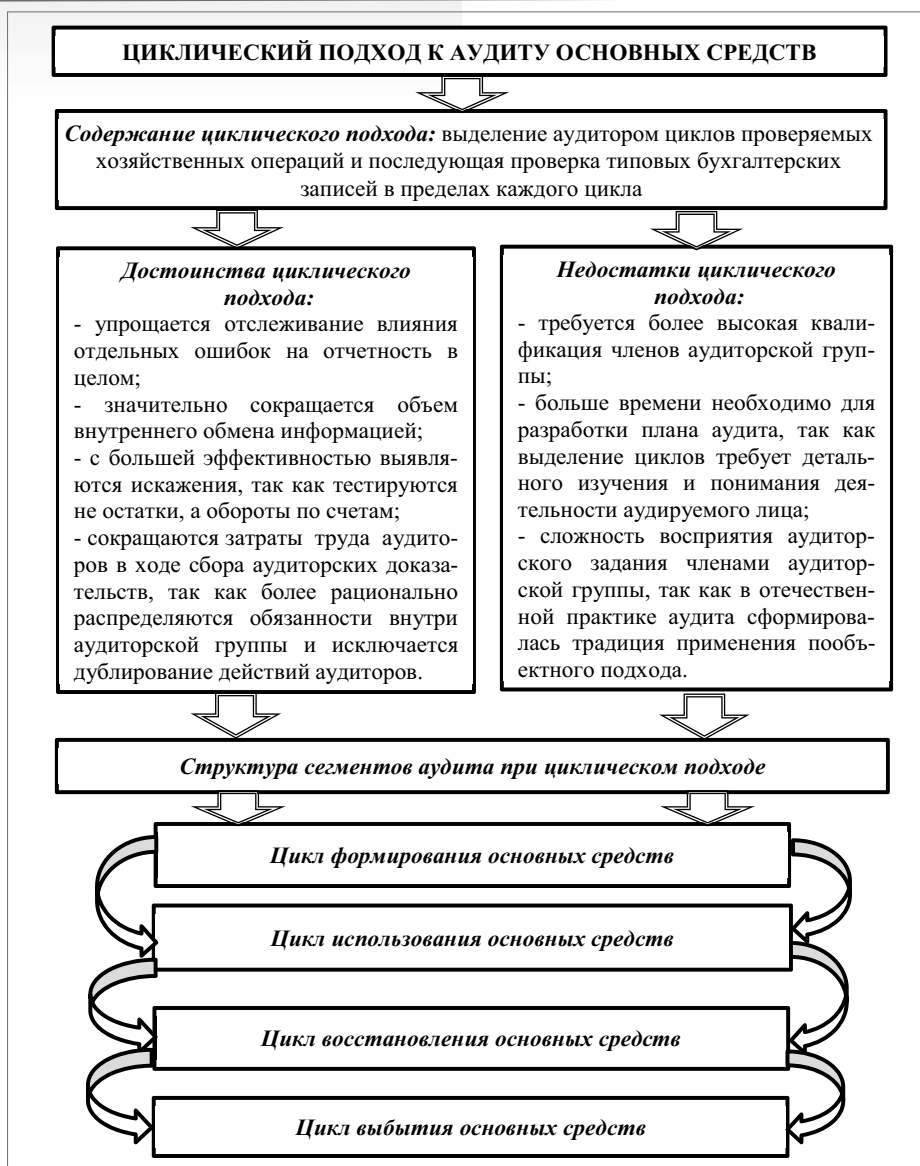 ЦИКЛИЧЕСКИЙ ПОДХОД К АУДИТУ ОСНОВНЫХ СРЕДСТВ
Содержание циклического подхода: выделение аудитором циклов проверяемых
хозяйственных операций и последующая проверка типовых бухгалтерских
записей в пределах каждого цикла
Достоинства циклического
подхода:
- упрощается отслеживание влияния
отдельных ошибок на отчетность в
целом;
- значительно сокращается объем
внутреннего обмена информацией;
- с большей эффективностью выявля-
ются искажения, так как тестируются
не остатки, а обороты по счетам;
- сокращаются затраты труда аудито-
ров в ходе сбора аудиторских доказа-
тельств, так как более рационально
распределяются обязанности внутри
аудиторской группы и исключается
дублирование действий аудиторов.
Недостатки циклического
подхода:
- требуется более высокая квали-
фикация членов аудиторской груп-
пы;
- больше времени необходимо для
разработки плана аудита, так как
выделение циклов требует деталь-
ного изучения и понимания дея-
тельности аудируемого лица;
- сложность восприятия аудитор-
ского задания членами аудитор-
ской группы, так как в отечествен-
ной практике аудита сформирова-
лась традиция применения пообъ-
ектного подхода.
Структура сегментов аудита при циклическом подходе
Цикл формирования основных средств
Цикл использования основных средств
Цикл восстановления основных средств
Цикл выбытия основных средств